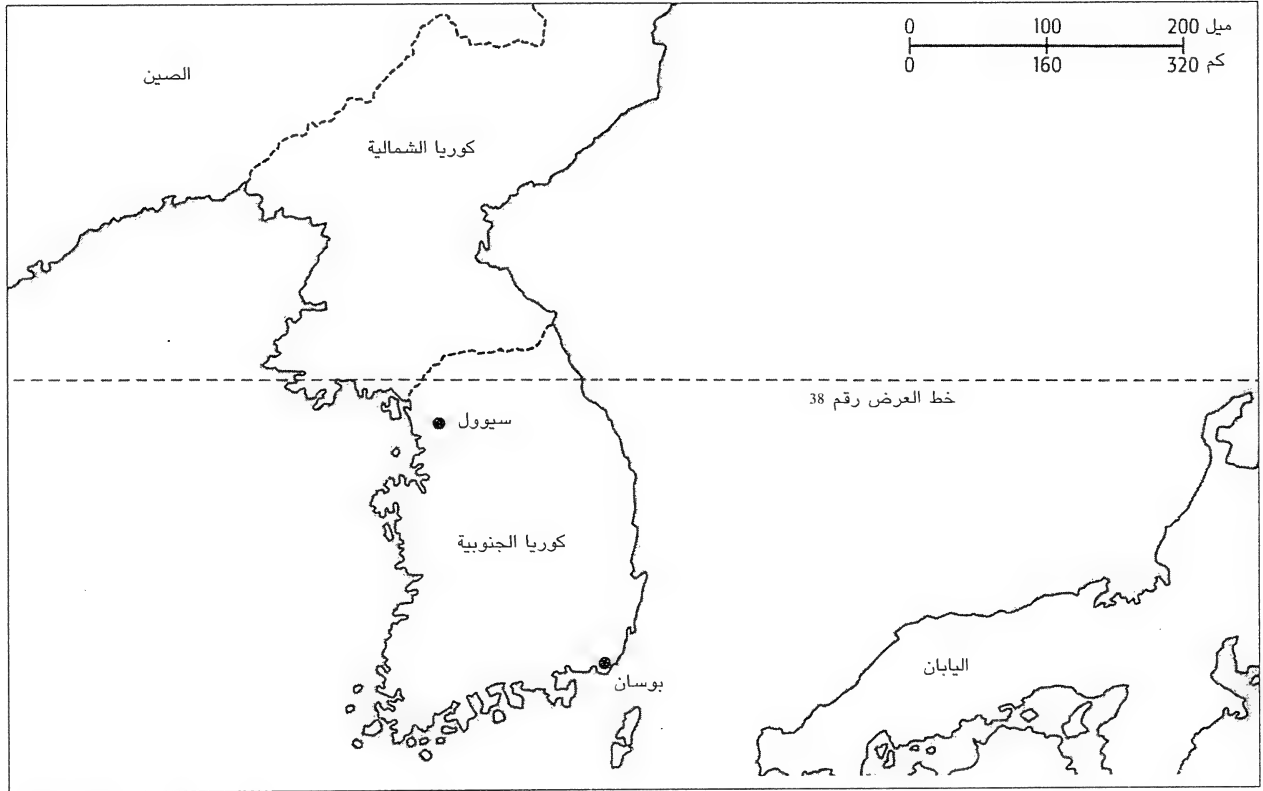 0 100 200 ميل
0 160 320 كم
الصين
كوريا الشمالية
خط العرض رقم 38
سيوول
كوريا الجنوبية
اليابان
بوسان